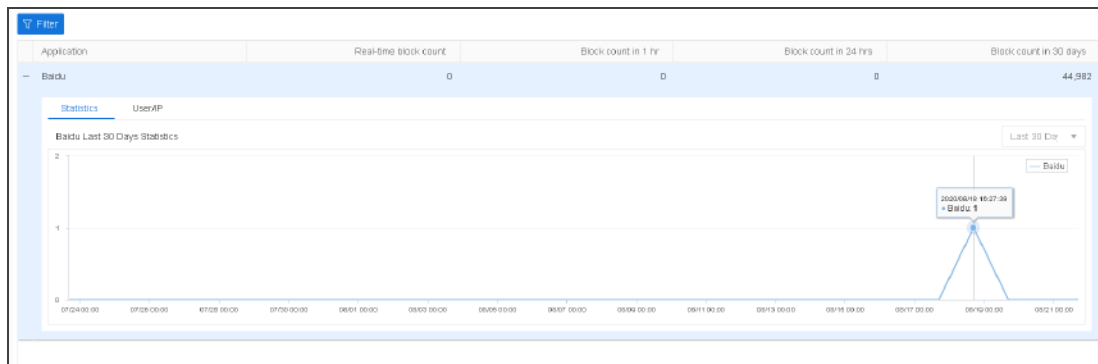 Filter
Application Real-time block count Block count in 1 hr Block count in 24 hrs Block count in 30 days
Baidu 0 0 0 44,982
Statistics User/IP
Baidu Last 30 Days Statistics Last 30 Day
2
Baidu
2020/08/18 16:27:39
Baidu: 1
1
0
07/24 00:00 07/26 00:00 07/28 00:00 07/30 00:00 08/01 00:00 08/03 00:00 08/05 00:00 08/07 00:00 08/09 00:00 08/11 00:00 08/13 00:00 08/15 00:00 08/17 00:00 08/19 00:00 08/21 00:00